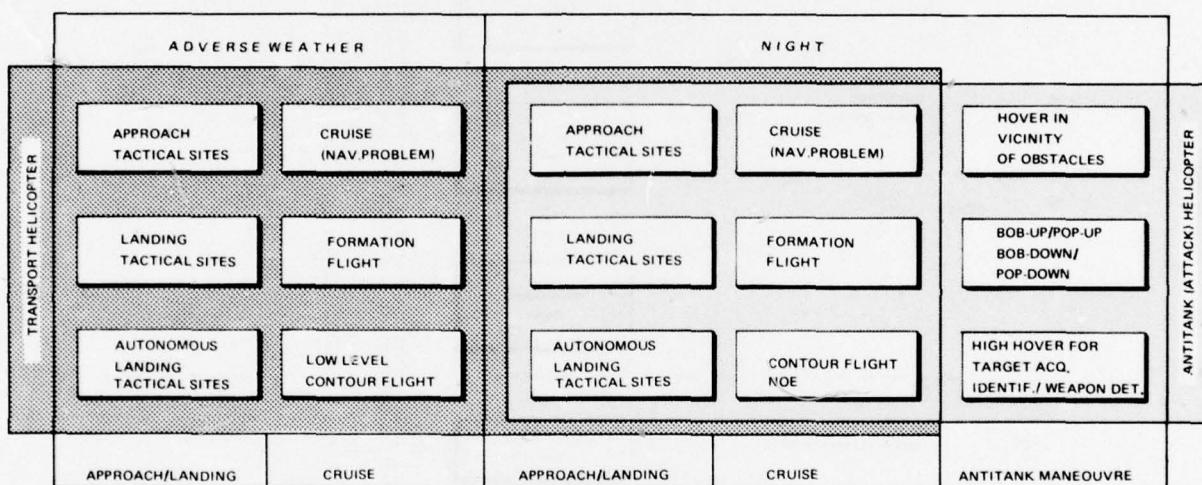 ADVERSE WEATHER
NIGHT
TRANSPORT HELICOPTER
APPROACH
TACTICAL SITES
CRUISE
(NAV.PROBLEM)
APPROACH
TACTICAL SITES
CRUISE
(NAV.PROBLEM)
HOVER IN
VICINITY
OF OBSTACLES
LANDING
TACTICAL SITES
FORMATION
FLIGHT
LANDING
TACTICAL SITES
FORMATION
FLIGHT
BOB-UP/POP-UP
BOB-DOWN/
POP-DOWN
AUTONOMOUS
LANDING
TACTICAL SITES
LOW LEVEL
CONTOUR FLIGHT
AUTONOMOUS
LANDING
TACTICAL SITES
CONTOUR FLIGHT
NOE
HIGH HOVER FOR
TARGET ACQ.
IDENTIF./ WEAPON DET.
ANTITANK (ATTACK) HELICOPTER
APPROACH/LANDING
CRUISE
APPROACH/LANDING
CRUISE
ANTITANK MANEOUVRE